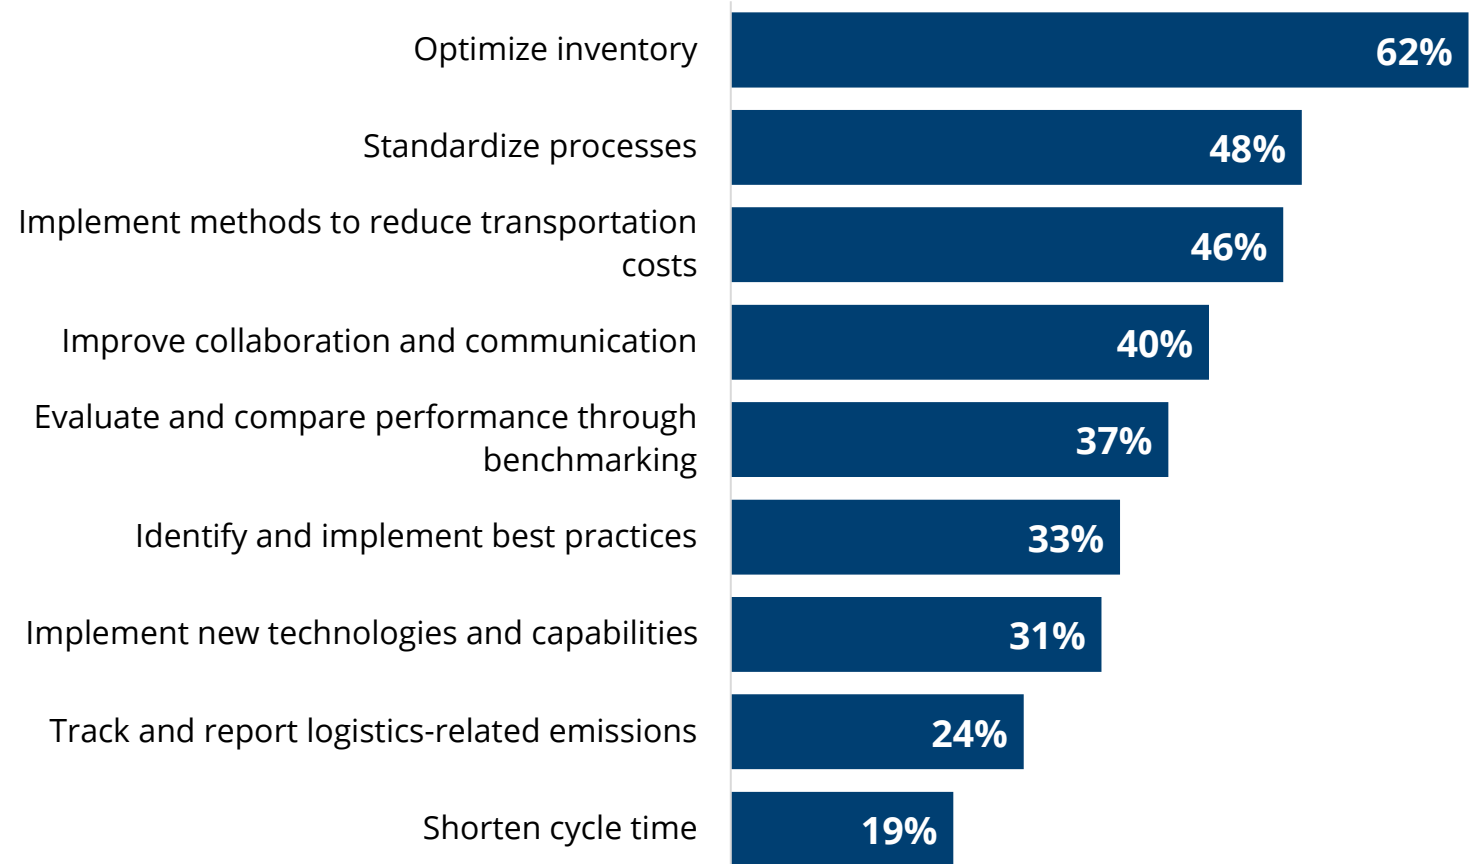 Optimize inventory
62%
Standardize processes
48%
Implement methods to reduce transportation
costs
46%
Improve collaboration and communication
40%
Evaluate and compare performance through
benchmarking
37%
Identify and implement best practices
33%
Implement new technologies and capabilities
31%
Track and report logistics-related emissions
24%
Shorten cycle time
19%